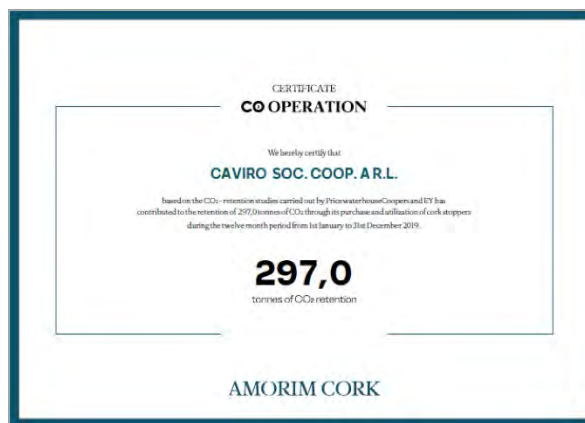 CERTIFICATE
CO OPERATION
We hereby certify that
CAVIRO SOC. COOP. A R.L.
based on the CO₂ - retention studies carried out by PricewaterhouseCoopers and EY has
contributed to the retention of 297,0 tonnes of CO₂ through its purchase and utilization of cork stoppers
during the twelve month period from 1st January to 31st December 2019.
297,0
tonnes of CO₂ retention
AMORIM CORK